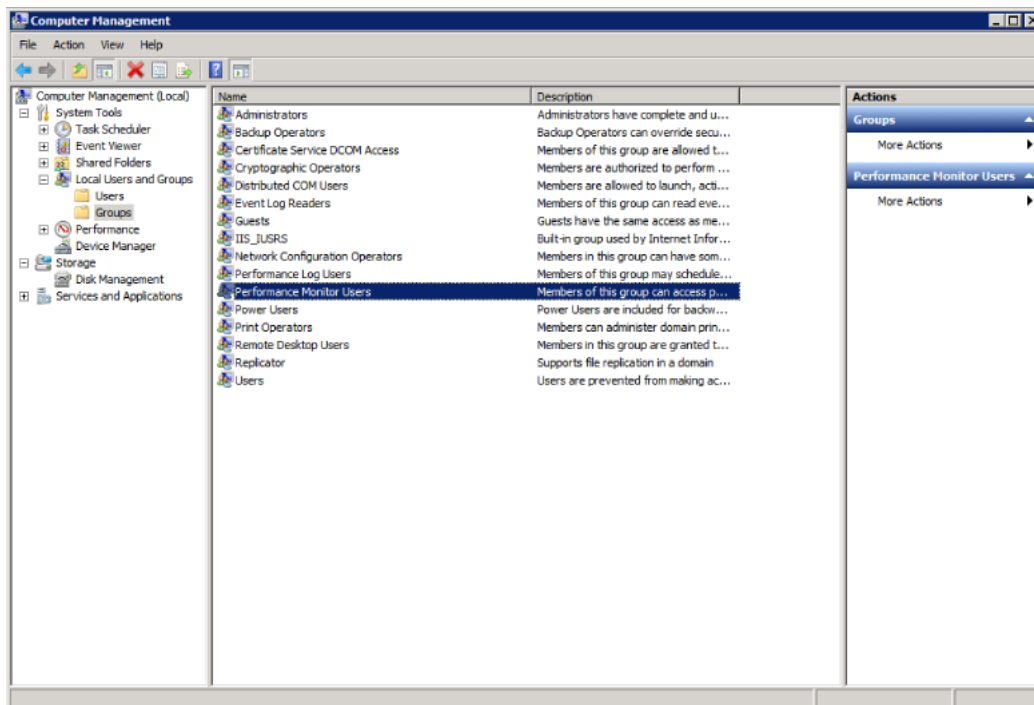 Computer Management
File Action View Help
Computer Management (Local)
System Tools
Task Scheduler
Event Viewer
Shared Folders
Local Users and Groups
Users
Groups
Performance
Device Manager
Storage
Disk Management
Services and Applications
Name Description
Administrators Administrators have complete and u...
Backup Operators Backup Operators can override secu...
Certificate Service DCOM Access Members of this group are allowed t...
Cryptographic Operators Members are authorized to perform ...
Distributed COM Users Members are allowed to launch, acti...
Event Log Readers Members of this group can read eve...
Guests Guests have the same access as me...
IIS_IUSRS Built-in group used by Internet Infor...
Network Configuration Operators Members in this group can have som...
Performance Log Users Members of this group may schedule...
Performance Monitor Users Members of this group can access p...
Power Users Power Users are included for backw...
Print Operators Members can administer domain prin...
Remote Desktop Users Members in this group are granted t...
Replicator Supports file replication in a domain
Users Users are prevented from making ac...
Actions
Groups
More Actions
Performance Monitor Users
More Actions